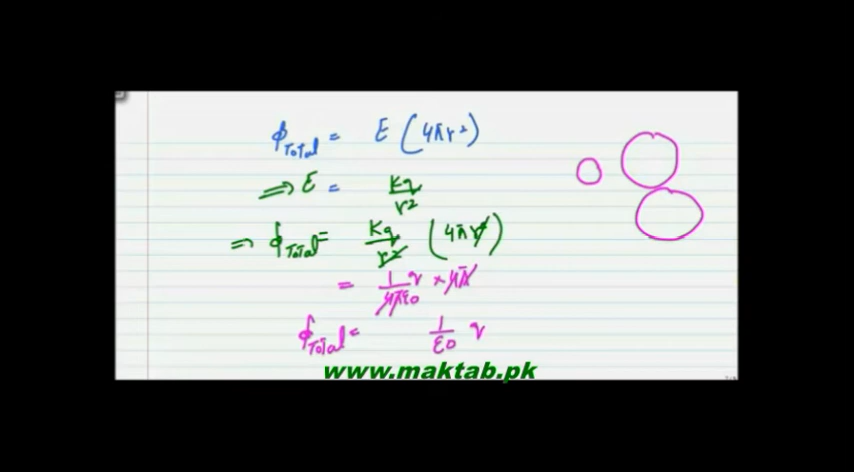 φTotal = E (4πr²)
⇒ E = Kq/r²
⇒ φTotal = Kq/r² (4πr²)
= 1/4πε0 q × 4π
φTotal = 1/ε0 q
www.maktab.pk